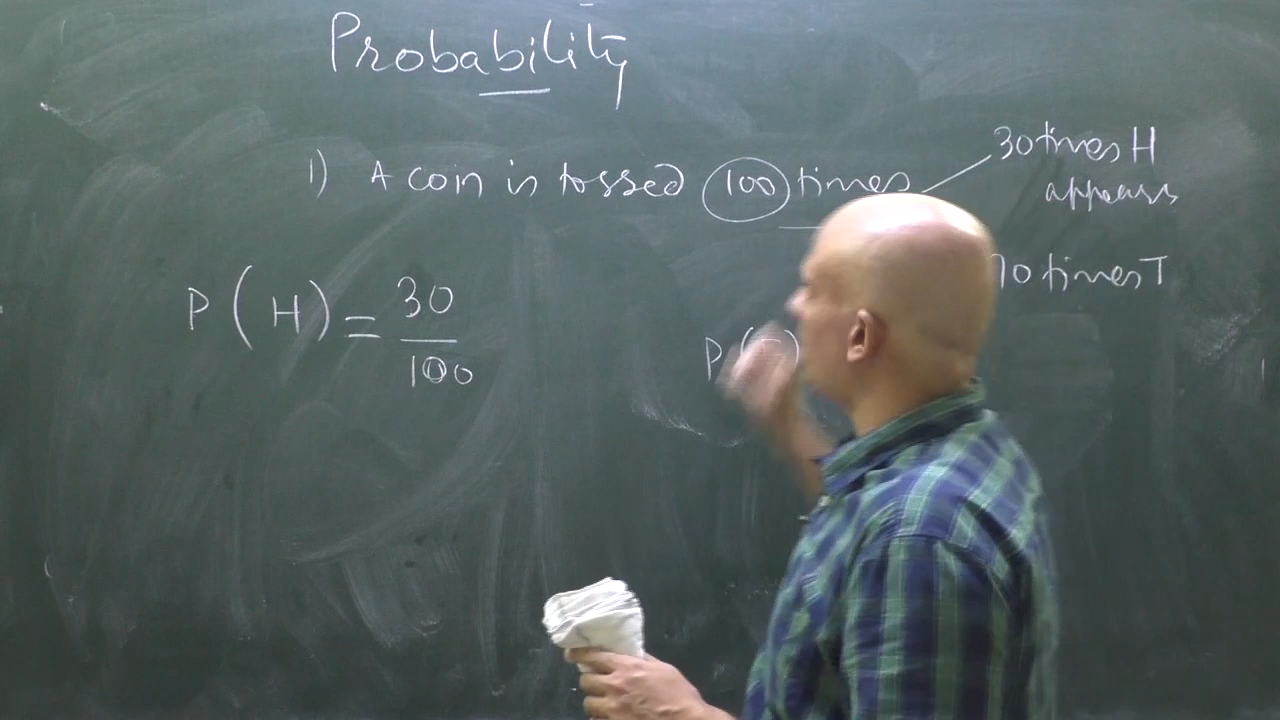 Probability
1) A coin is tossed 100 times
30 times H
appears
70 times T
P(H) = 30
100
P(